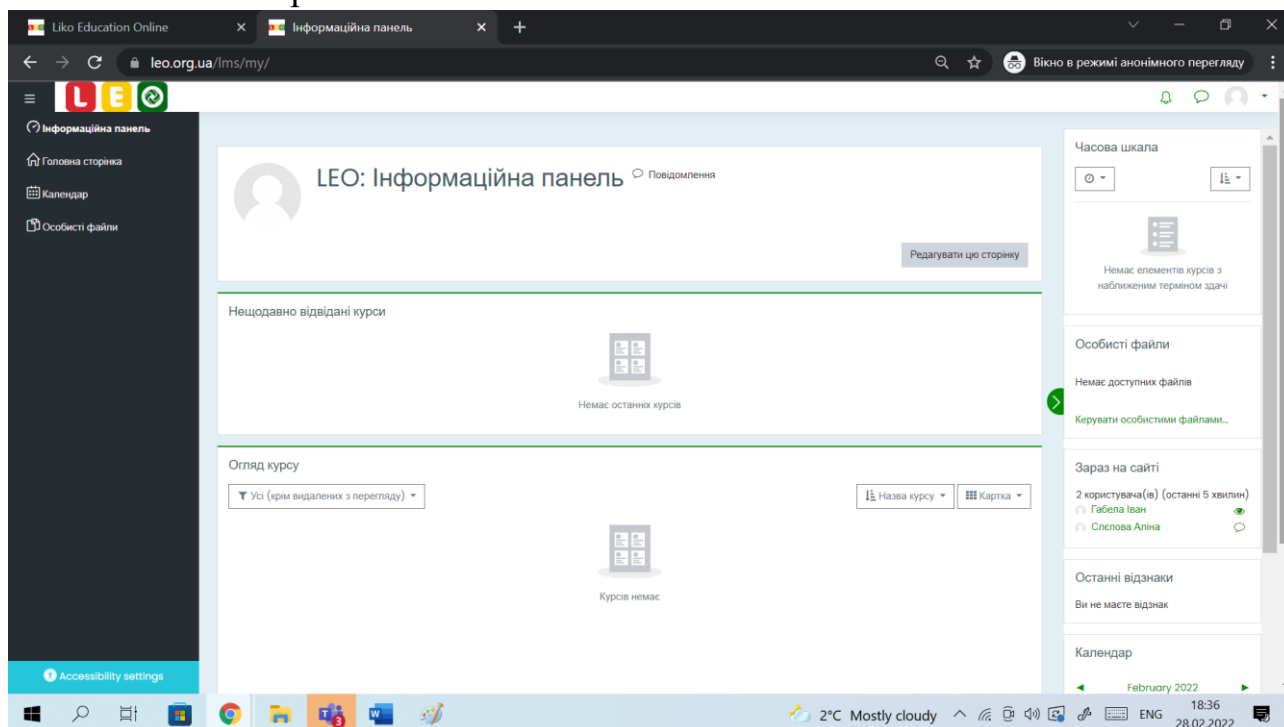 Liko Education Online
Інформаційна панель
leo.org.ua/lms/my/
Вікно в режимі анонімного перегляду
LEO
Інформаційна панель
Головна сторінка
Календар
Особисті файли
Accessibility settings
LEO: Інформаційна панель Повідомлення
Редагувати цю сторінку
Нещодавно відвідані курси
Немає останніх курсів
Огляд курсу
Усі (крім видалених з перегляду)
Назва курсу
Картка
Курсів немає
Часова шкала
Немає елементів курсів з
наближеним терміном здачі
Особисті файли
Немає доступних файлів
Керувати особистими файлами...
Зараз на сайті
2 користувача(ів) (останні 5 хвилин)
Габела Іван
Слєпова Аліна
Останні відзнаки
Ви не маєте відзнак
Календар
February 2022
2°C Mostly cloudy
ENG
18:36
28.02.2022